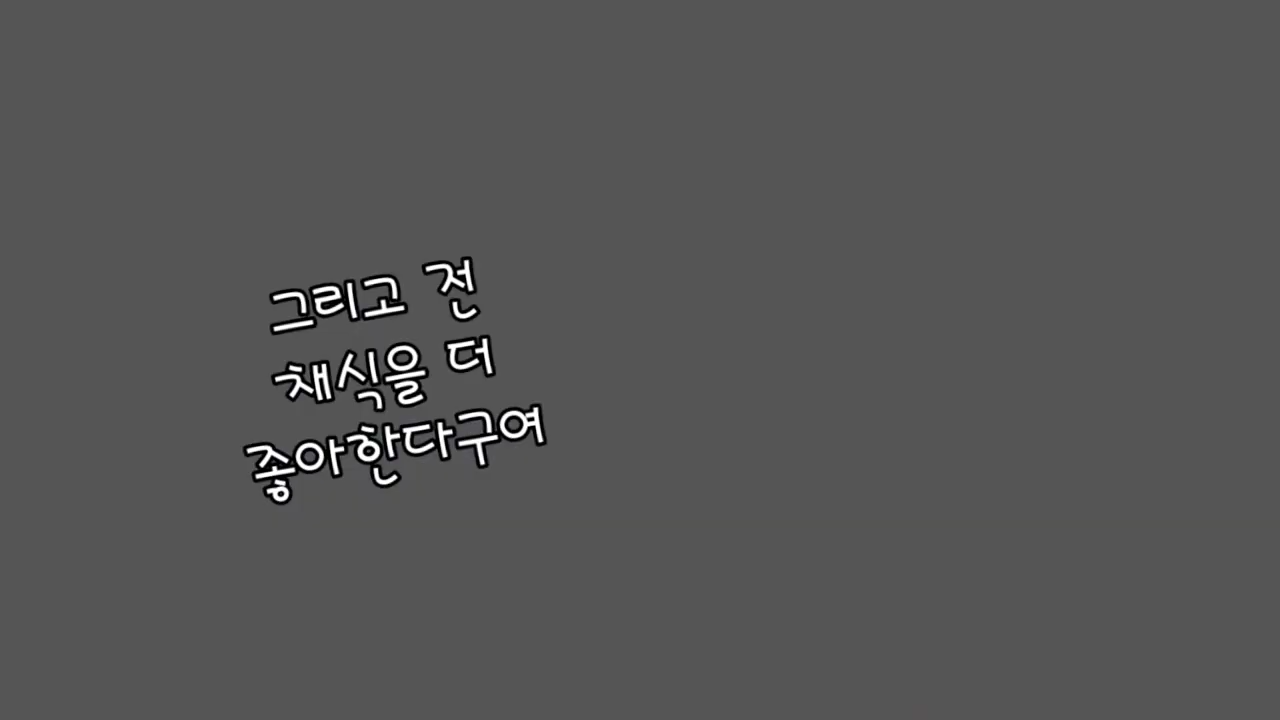 그리고 전
채식을 더
좋아한다구여